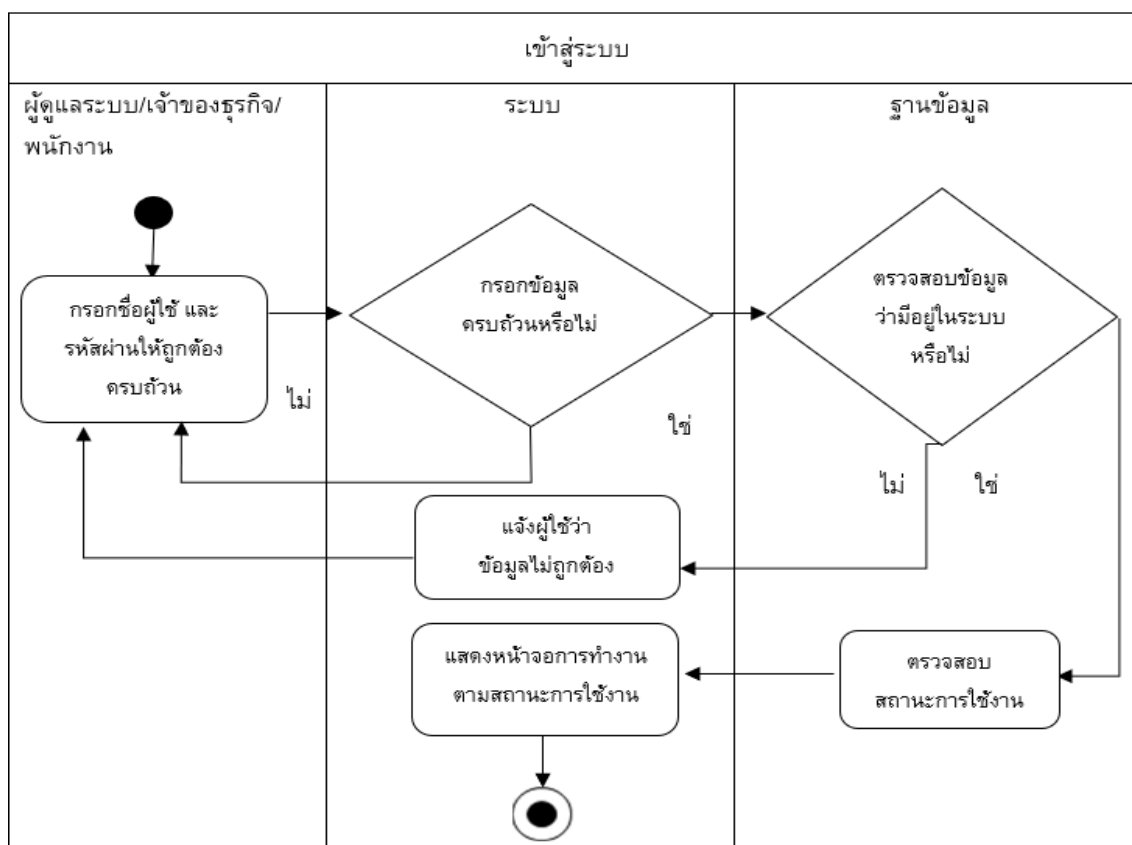 เข้าสู่ระบบ
ผู้ดูแลระบบ/เจ้าของธุรกิจ/
พนักงาน
ระบบ
ฐานข้อมูล
กรอกชื่อผู้ใช้ และ
รหัสผ่านให้ถูกต้อง
ครบถ้วน
กรอกข้อมูล
ครบถ้วนหรือไม่
ตรวจสอบข้อมูล
ว่ามีอยู่ในระบบ
หรือไม่
ไม่
ใช่
ไม่
ใช่
แจ้งผู้ใช้ว่า
ข้อมูลไม่ถูกต้อง
แสดงหน้าจอการทำงาน
ตามสถานะการใช้งาน
ตรวจสอบ
สถานะการใช้งาน